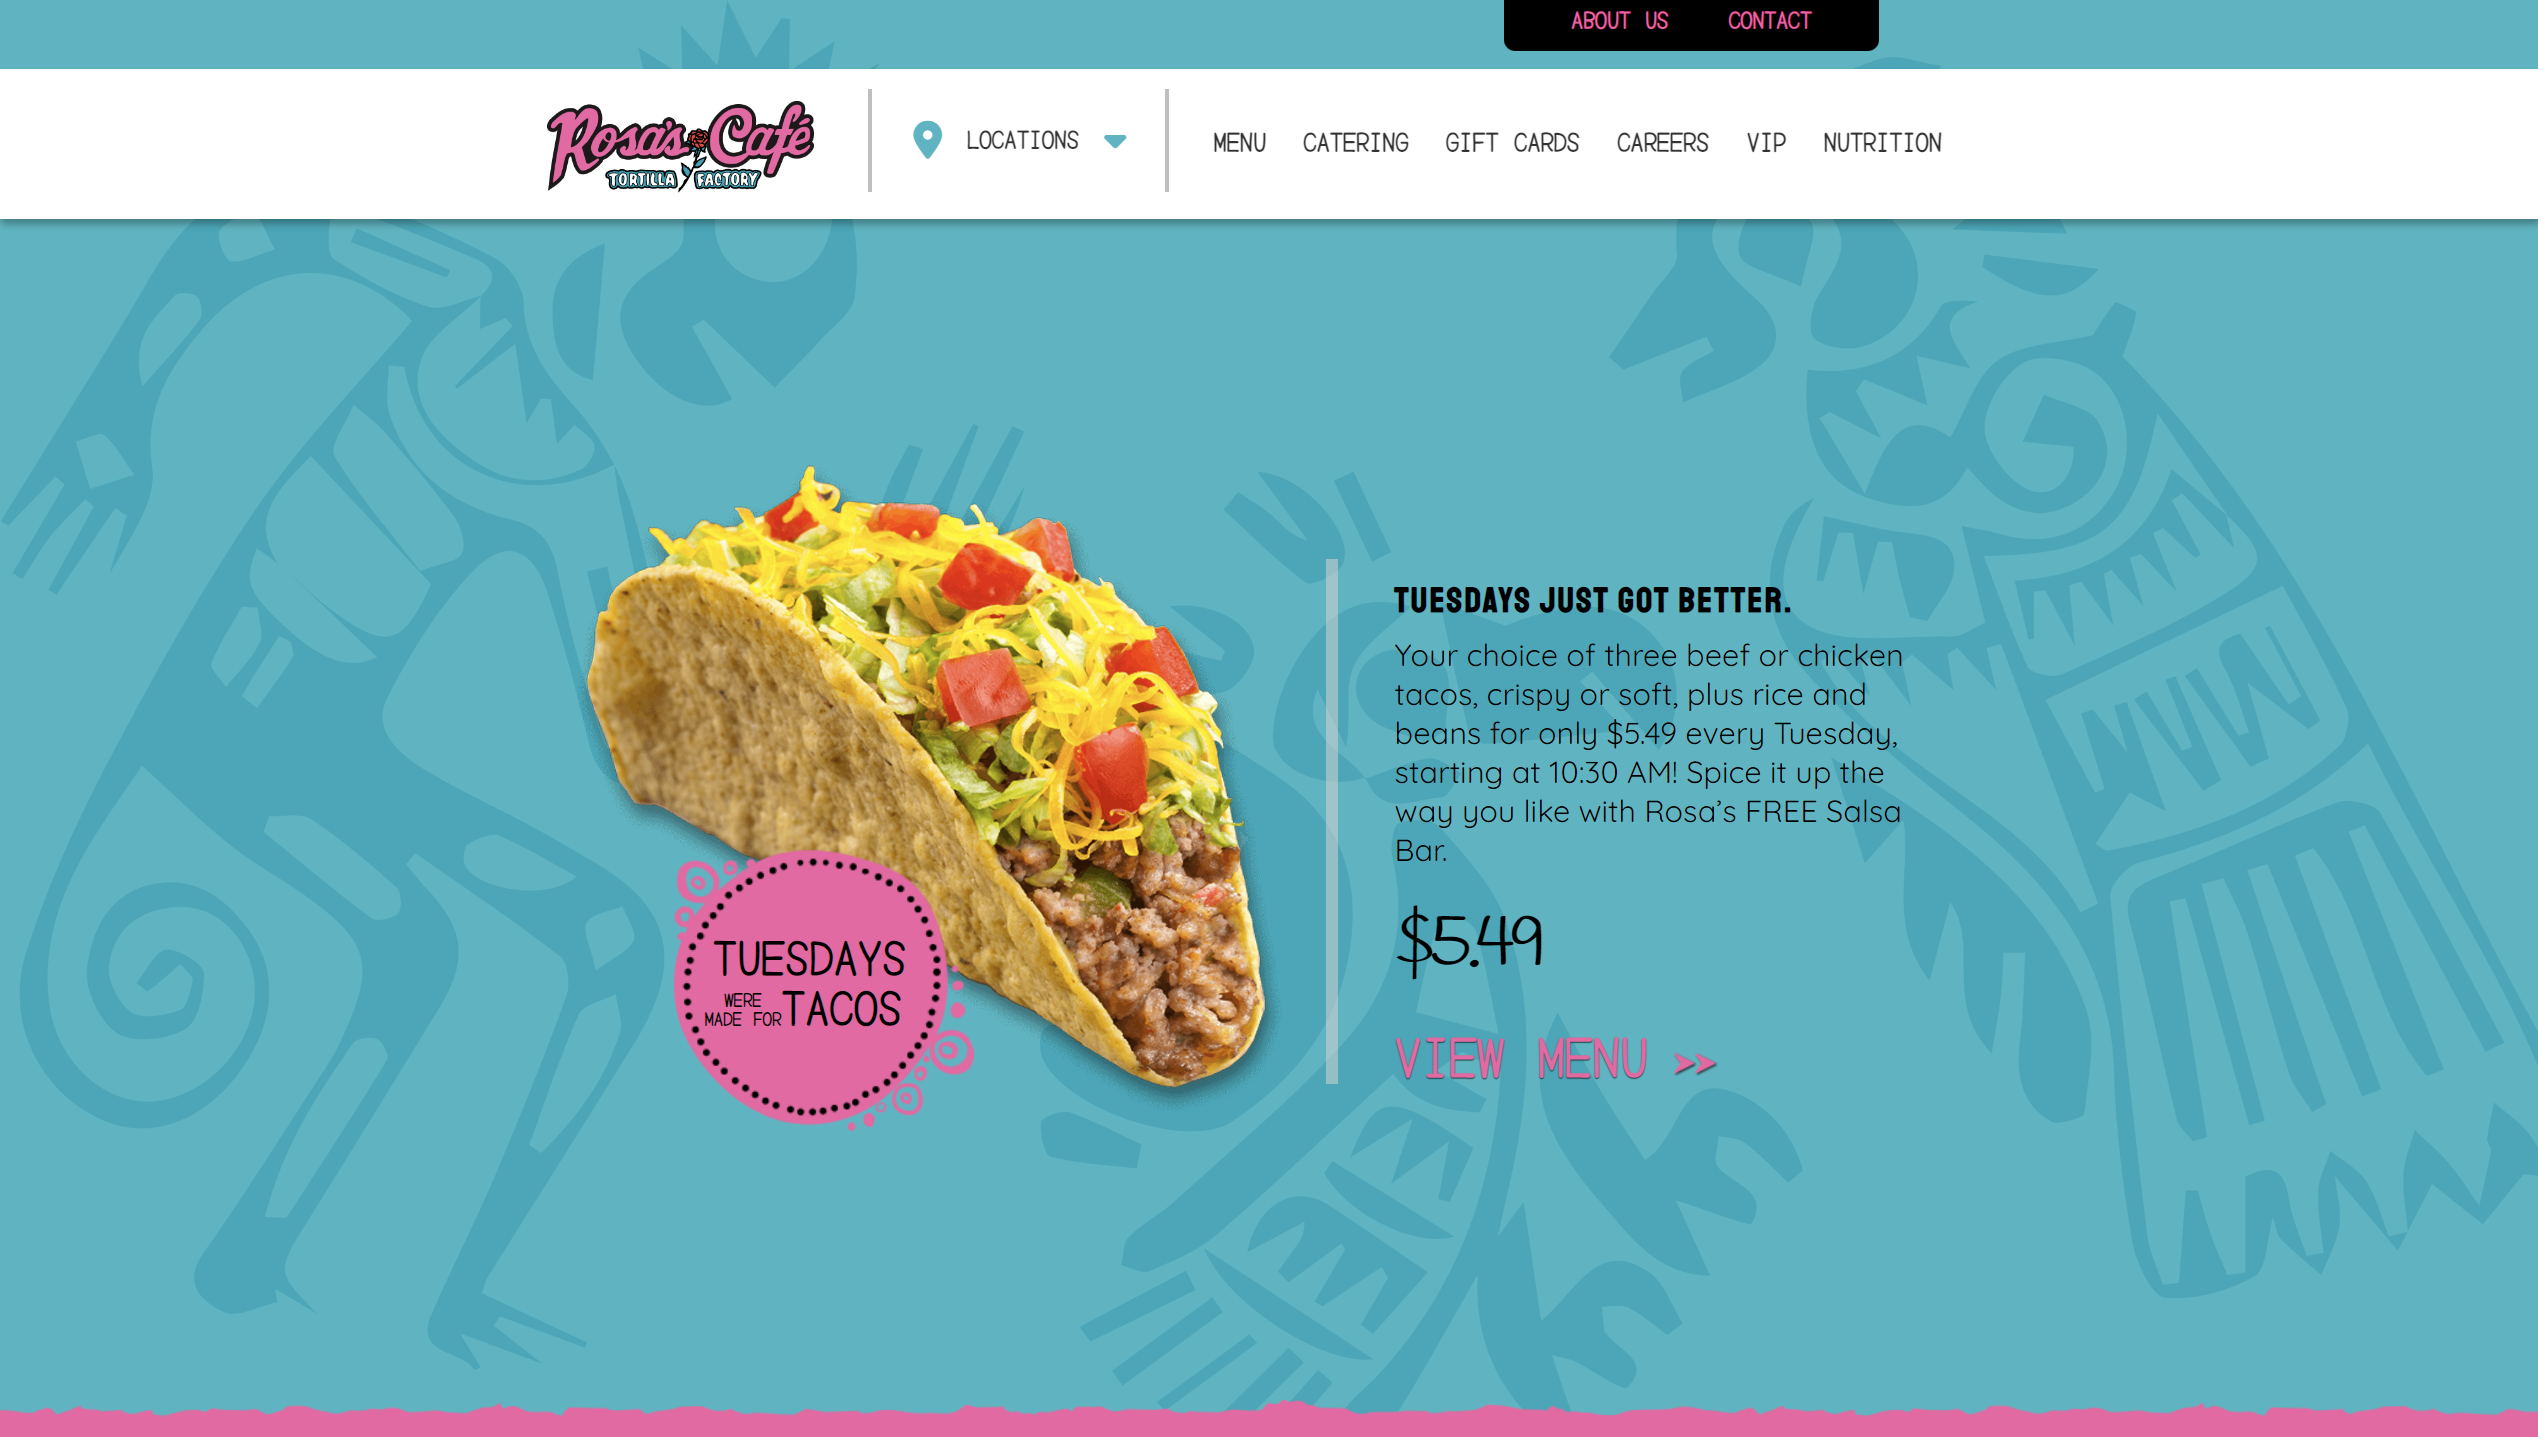 ABOUT US CONTACT
Rosa's Café
TORTILLA FACTORY
LOCATIONS
MENU CATERING GIFT CARDS CAREERS VIP NUTRITION
TUESDAYS JUST GOT BETTER.
Your choice of three beef or chicken
tacos, crispy or soft, plus rice and
beans for only $5.49 every Tuesday,
starting at 10:30 AM! Spice it up the
way you like with Rosa’s FREE Salsa
Bar.
$5.49
VIEW MENU >>
TUESDAYS
WERE
MADE FOR TACOS